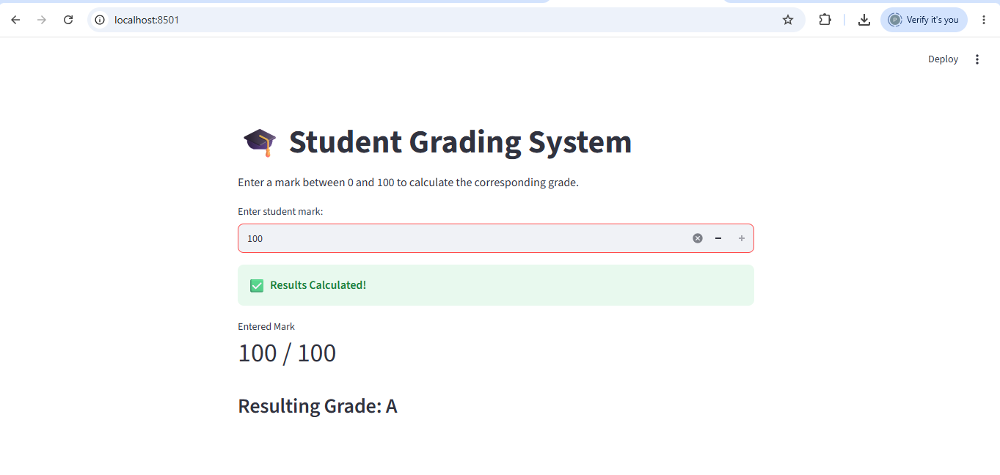 localhost:8501
Verify it's you
Deploy
Student Grading System
Enter a mark between 0 and 100 to calculate the corresponding grade.
Enter student mark:
100
Results Calculated!
Entered Mark
100 / 100
Resulting Grade: A